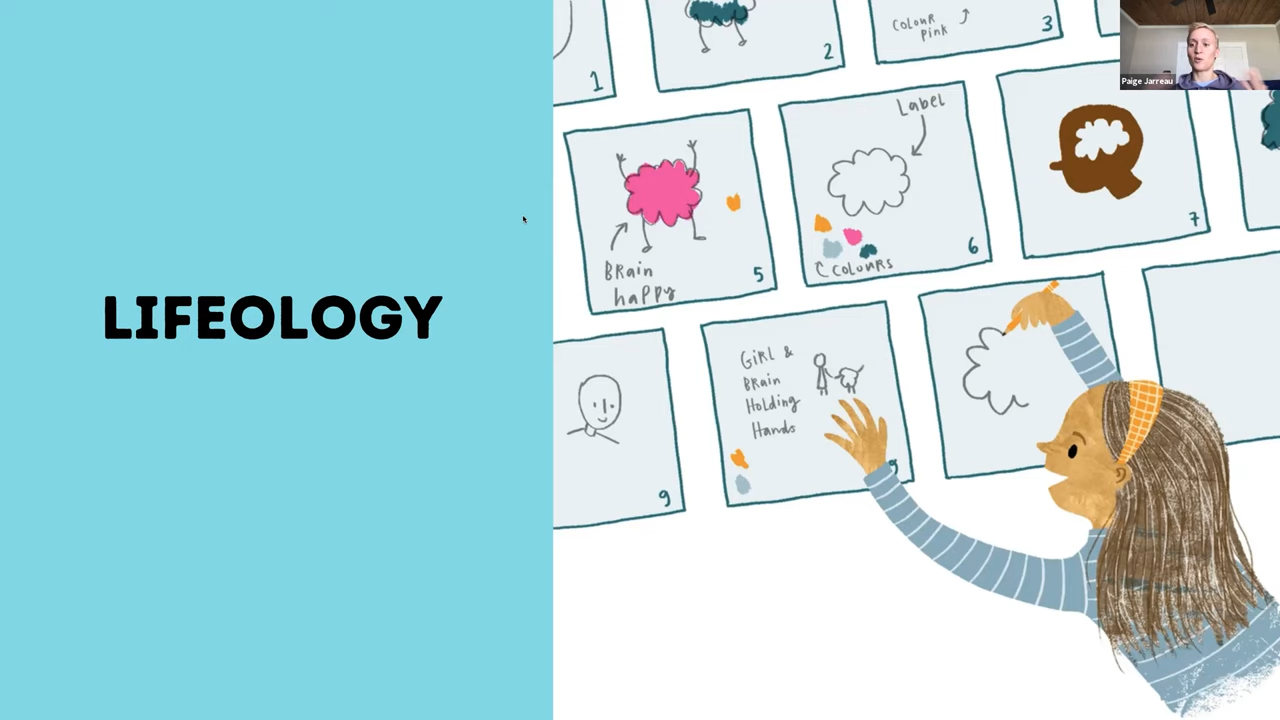 LIFEOLOGY
1
2
COLOUR
pink
3
Paige Jarreau
BRain
happy
5
Label
COLOURS
6
7
9
GiRL &
BRain
Holding
Hands